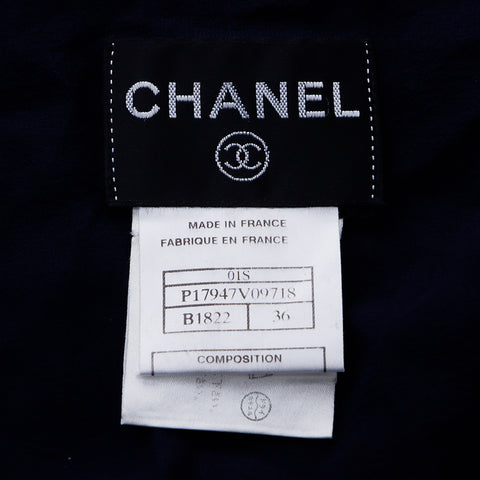 CHANEL
MADE IN FRANCE
FABRIQUE EN FRANCE
01S
P17947V09718
B1822 36
COMPOSITION